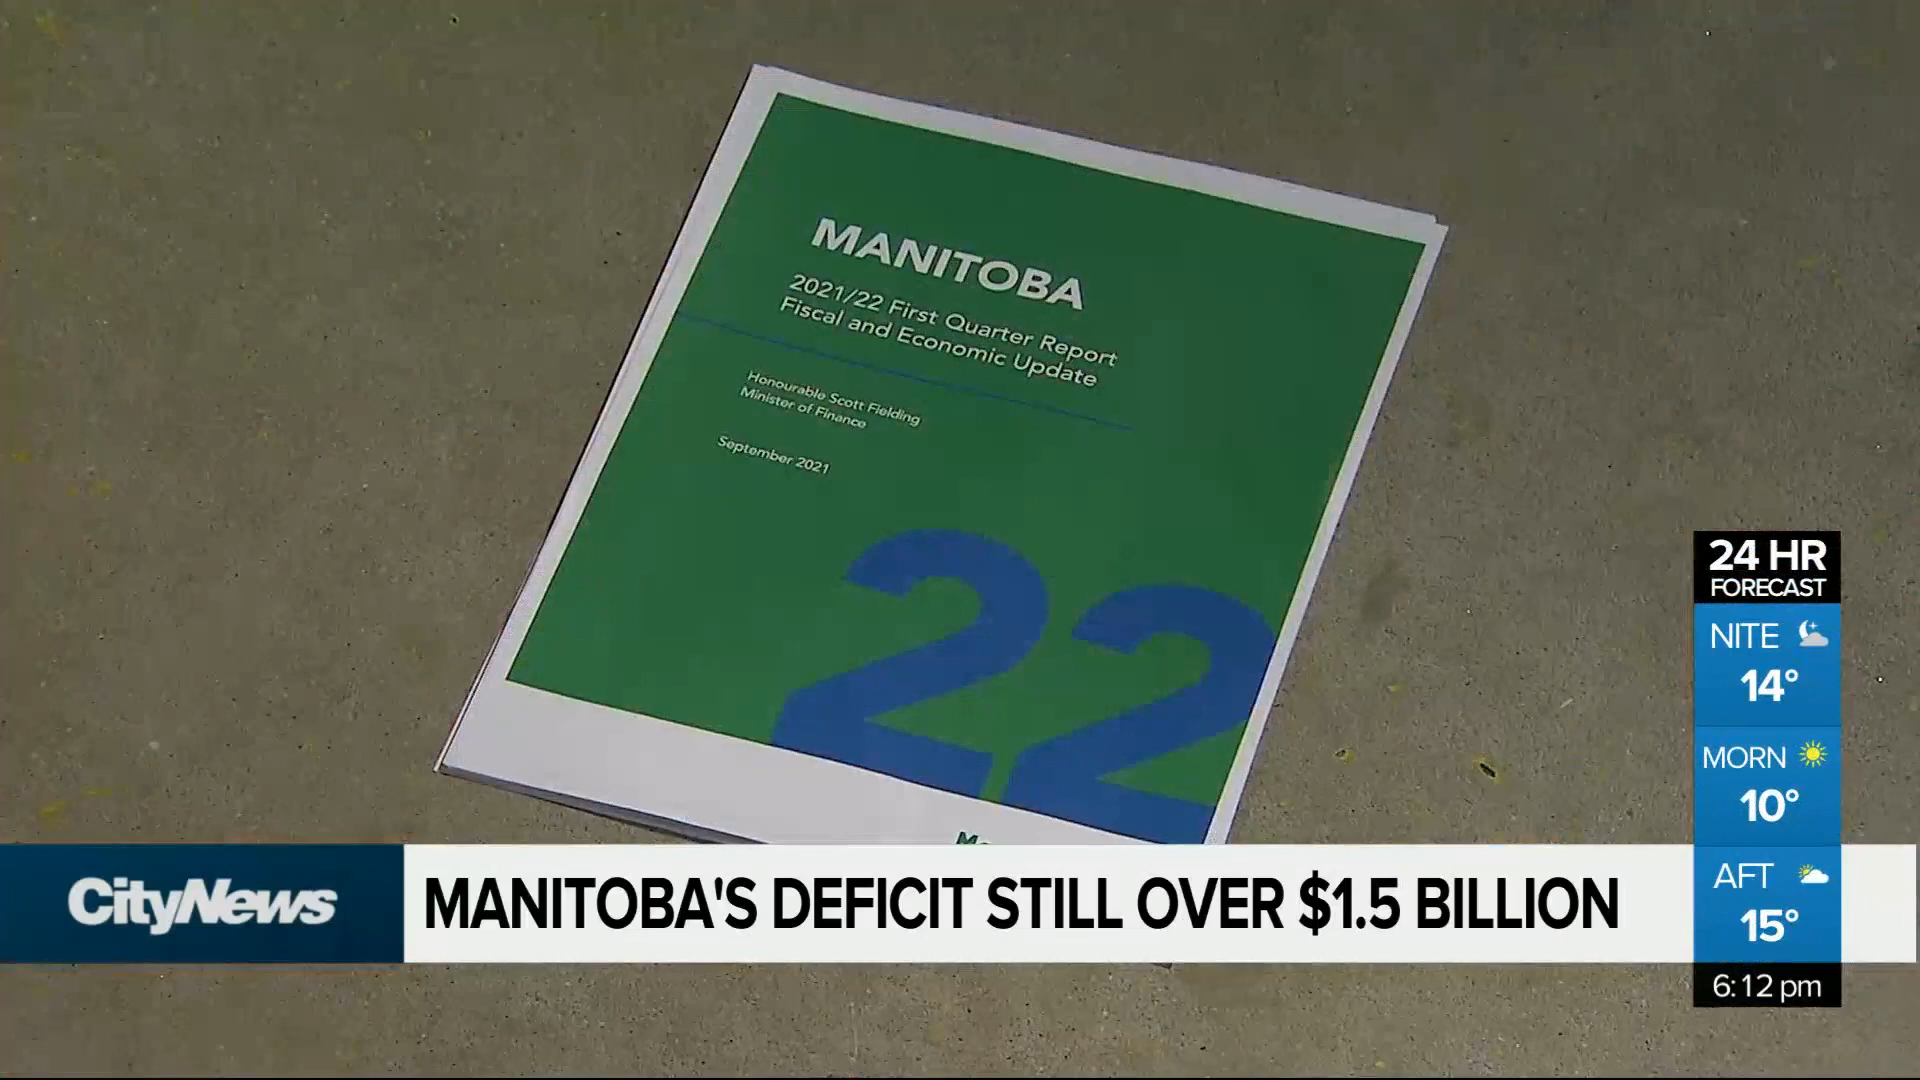 MANITOBA
2021/22 First Quarter Report
Fiscal and Economic Update
Honourable Scott Fielding
Minister of Finance
September 2021
22
CityNews
MANITOBA'S DEFICIT STILL OVER $1.5 BILLION
24 HR
FORECAST
NITE
14°
MORN
10°
AFT
15°
6:12 pm